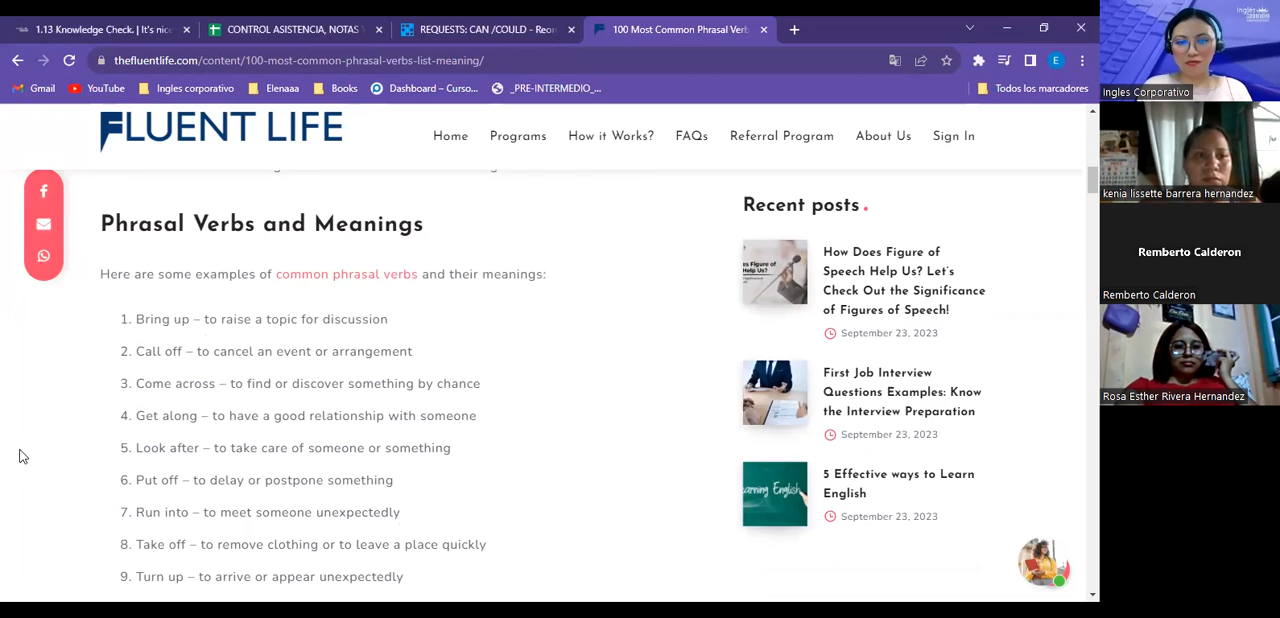 1.13 Knowledge Check. | It's nice
CONTROL ASISTENCIA, NOTAS Y
REQUESTS: CAN /COULD - Reor
100 Most Common Phrasal Verb
thefluentlife.com/content/100-most-common-phrasal-verbs-list-meaning/
E
Gmail
YouTube
Ingles corporativo
Elenaaa
Books
Dashboard – Curso...
_PRE-INTERMEDIO_...
Todos los marcadores
FLUENT LIFE
Home
Programs
How it Works?
FAQs
Referral Program
About Us
Sign In
Phrasal Verbs and Meanings
Here are some examples of common phrasal verbs and their meanings:
1. Bring up – to raise a topic for discussion
2. Call off – to cancel an event or arrangement
3. Come across – to find or discover something by chance
4. Get along – to have a good relationship with someone
5. Look after – to take care of someone or something
6. Put off – to delay or postpone something
7. Run into – to meet someone unexpectedly
8. Take off – to remove clothing or to leave a place quickly
9. Turn up – to arrive or appear unexpectedly
Recent posts.
How Does Figure of
Speech Help Us? Let's
Check Out the Significance
of Figures of Speech!
September 23, 2023
First Job Interview
Questions Examples: Know
the Interview Preparation
September 23, 2023
5 Effective ways to Learn
English
September 23, 2023
Ingles Corporativo
kenia lissette barrera hernandez
Remberto Calderon
Remberto Calderon
Rosa Esther Rivera Hernandez